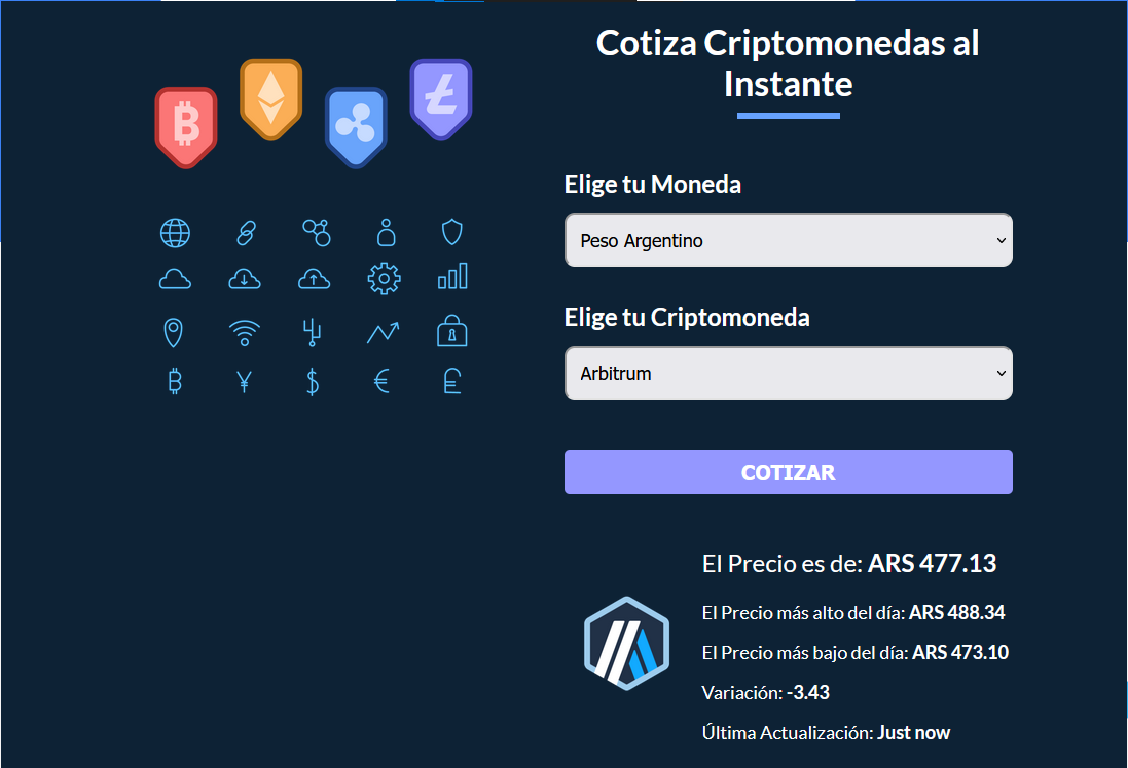 Cotiza Criptomonedas al
Instante
Elige tu Moneda
Peso Argentino
Elige tu Criptomoneda
Arbitrum
COTIZAR
El Precio es de: ARS 477.13
El Precio más alto del día: ARS 488.34
El Precio más bajo del día: ARS 473.10
Variación: -3.43
Última Actualización: Just now